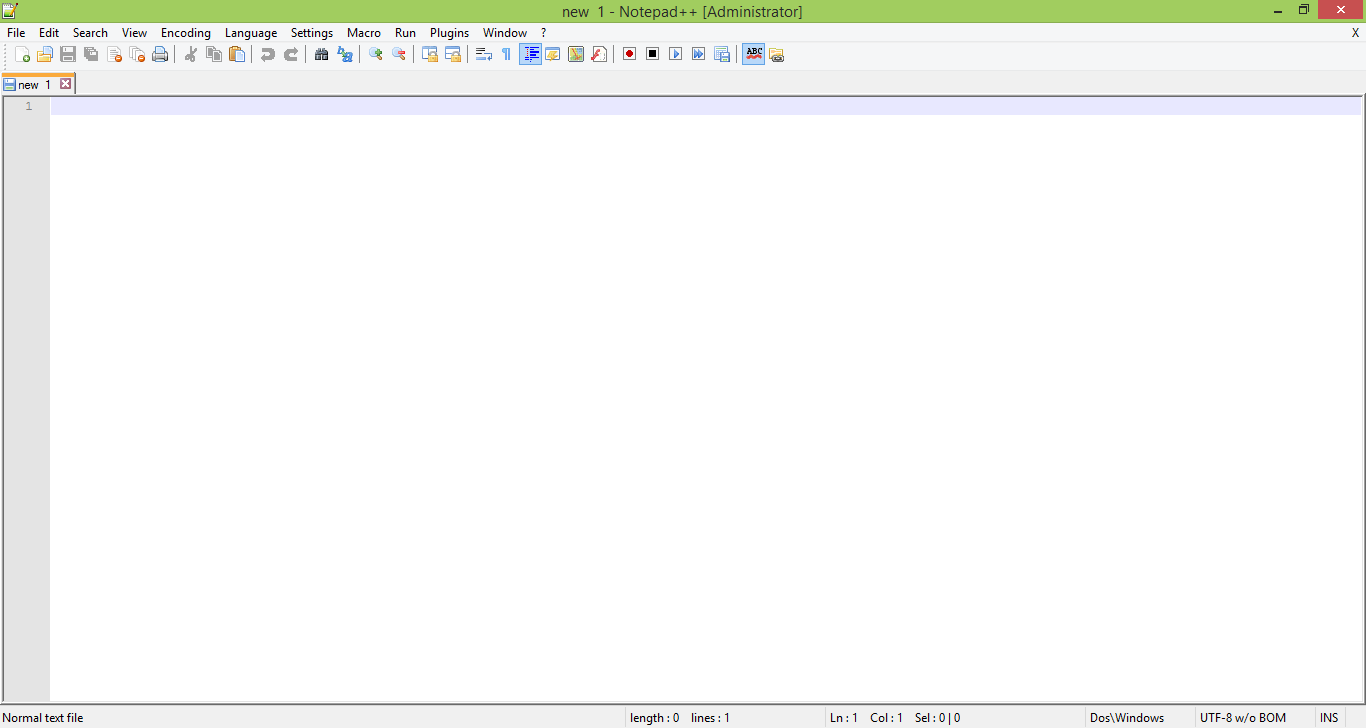 new 1 - Notepad++ [Administrator]
File Edit Search View Encoding Language Settings Macro Run Plugins Window ? X
ABC
new 1
1
Normal text file length : 0 lines : 1 Ln : 1 Col : 1 Sel : 0 | 0 Dos\Windows UTF-8 w/o BOM INS